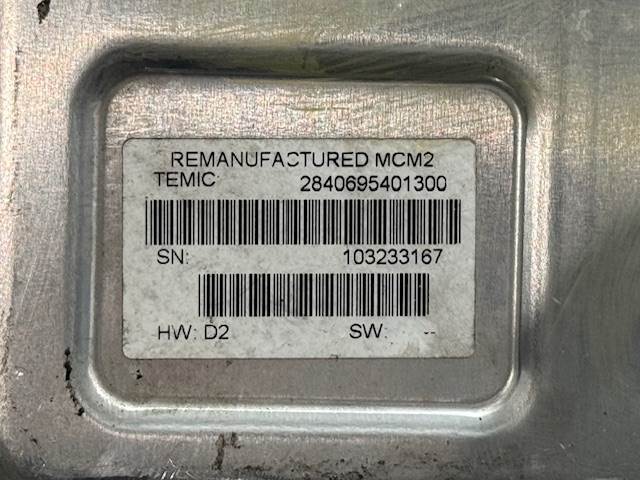 REMANUFACTURED MCM2
TEMIC: 2840695401300
SN: 103233167
HW: D2 SW: --